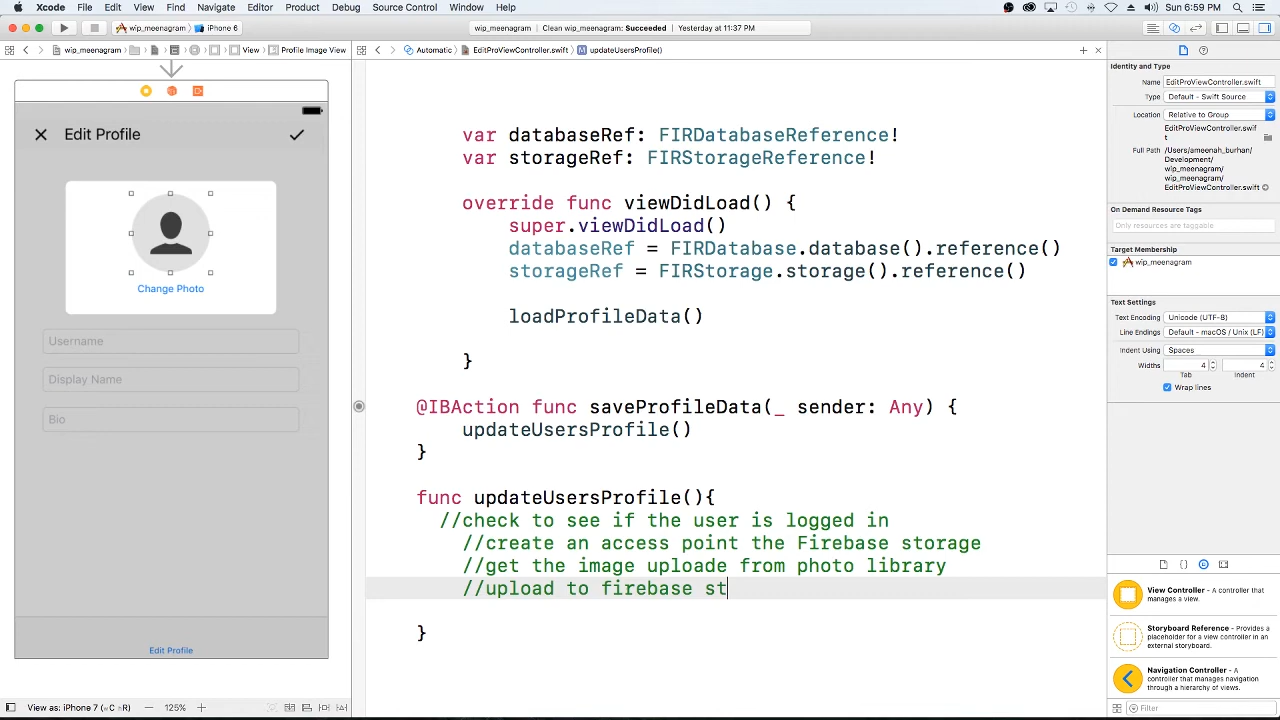 Xcode File Edit View Find Navigate Editor Product Debug Source Control Window Help
Sun 6:59 PM
wip_meenagram iPhone 6
wip_meenagram: Clean wip_meenagram: Succeeded Yesterday at 11:37 PM
wip_meenagram View Profile Image View
Automatic EditProViewController.swift updateUsersProfile()
Edit Profile
Change Photo
Username
Display Name
Bio
Edit Profile
View as: iPhone 7 (wC hR) 125%
var databaseRef: FIRDatabaseReference!
var storageRef: FIRStorageReference!
override func viewDidLoad() {
super.viewDidLoad()
databaseRef = FIRDatabase.database().reference()
storageRef = FIRStorage.storage().reference()
loadProfileData()
}
@IBAction func saveProfileData(_ sender: Any) {
updateUsersProfile()
}
func updateUsersProfile(){
//check to see if the user is logged in
//create an access point the Firebase storage
//get the image uploade from photo library
//upload to firebase st
}
Identity and Type
Name EditProViewController.swift
Type Default - Swift Source
Location Relative to Group
EditProViewController.swif
t
Full Path /Users/ameenah_burhan/
Development/
wip_meenagram/
wip_meenagram/
EditProViewController.swift
On Demand Resource Tags
Only resources are taggable
Target Membership
wip_meenagram
Text Settings
Text Encoding Unicode (UTF-8)
Line Endings Default - macOS / Unix (LF)
Indent Using Spaces
Widths 4 4
Tab Indent
Wrap lines
{ }
View Controller - A controller that
manages a view.
Storyboard Reference - Provides a
placeholder for a view controller in an
external storyboard.
Navigation Controller - A
controller that manages navigation
through a hierarchy of views.
Filter